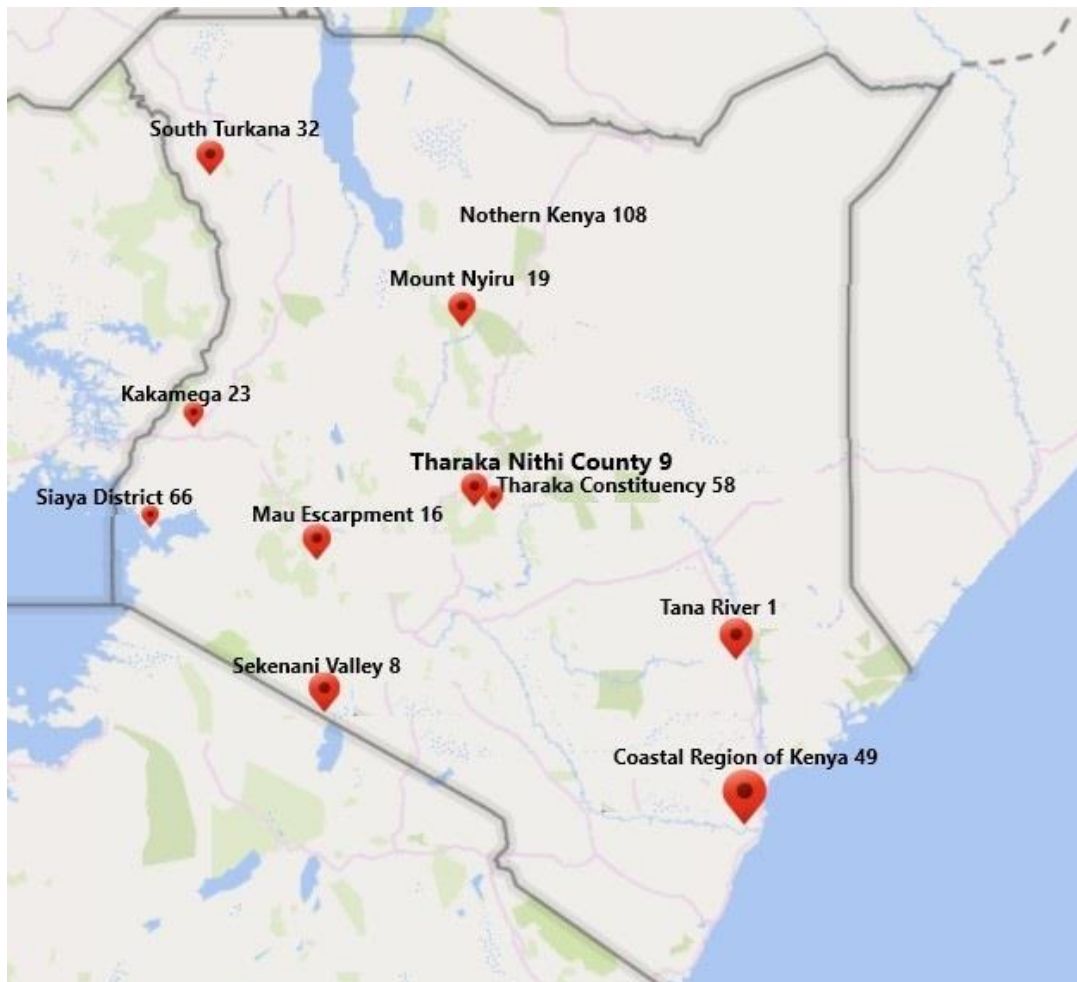 South Turkana 32
Nothern Kenya 108
Mount Nyiru 19
Kakamega 23
Tharaka Nithi County 9
Tharaka Constituency 58
Siaya District 66
Mau Escarpment 16
Tana River 1
Sekenani Valley 8
Coastal Region of Kenya 49